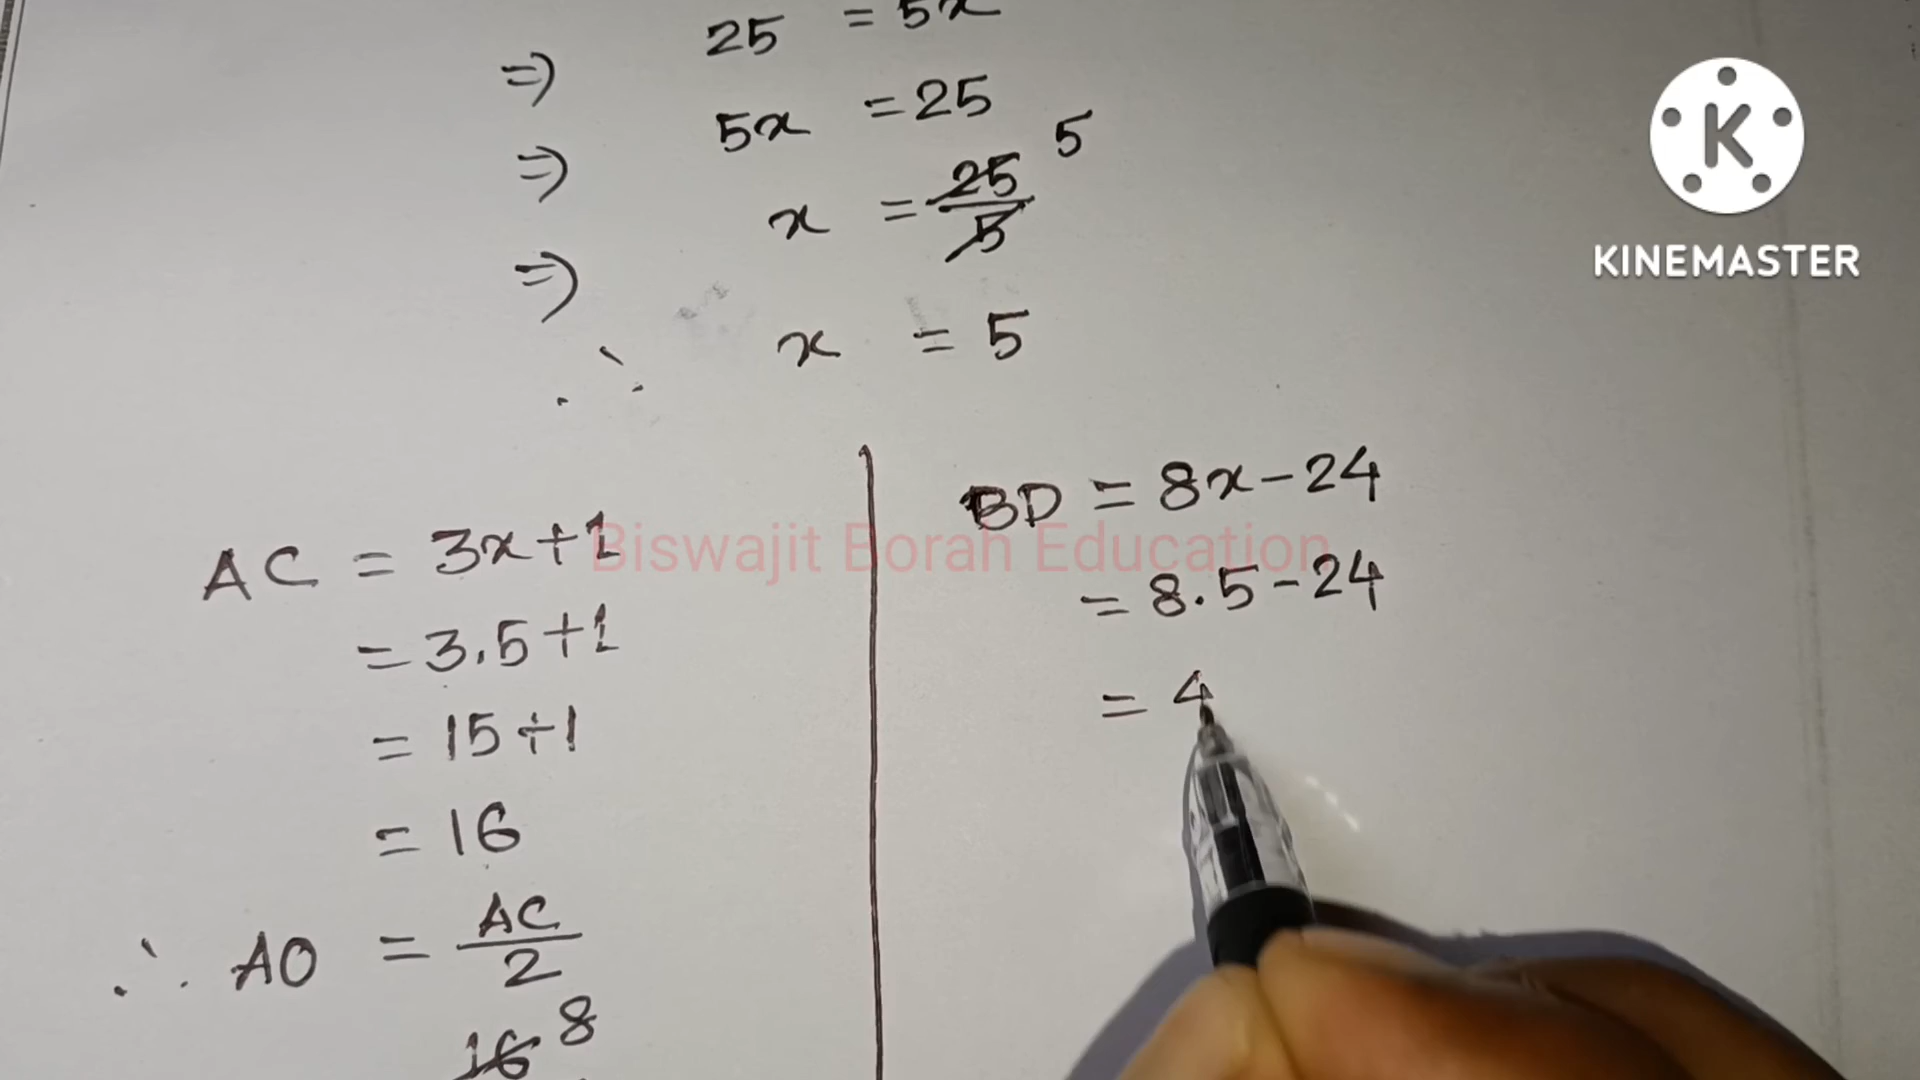 25 = 5x
⇒ 5x = 25
⇒ x = 25/5 5
⇒
∴ x = 5
AC = 3x+1
= 3.5+1
= 15+1
= 16
∴ AO = AC/2
16 8
BD = 8x-24
= 8.5-24
= 4
Biswajit Borah Education
K
KINEMASTER